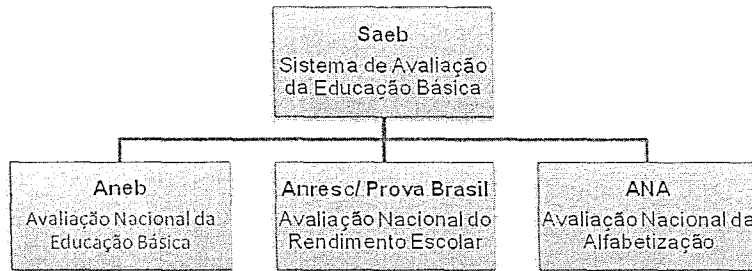 Saeb
Sistema de Avaliação
da Educação Básica
Aneb
Avaliação Nacional da
Educação Básica
Anresc/ Prova Brasil
Avaliação Nacional do
Rendimento Escolar
ANA
Avaliação Nacional da
Alfabetização